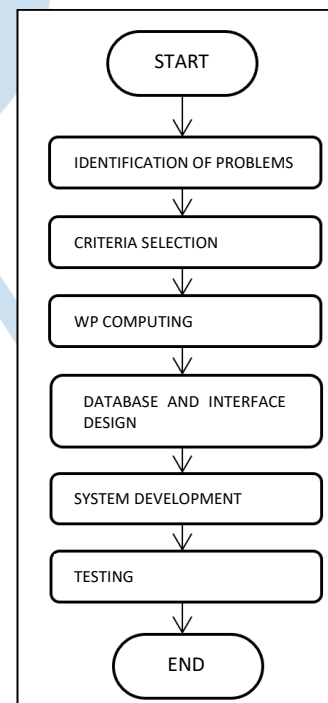 START
IDENTIFICATION OF PROBLEMS
CRITERIA SELECTION
WP COMPUTING
DATABASE AND INTERFACE
DESIGN
SYSTEM DEVELOPMENT
TESTING
END